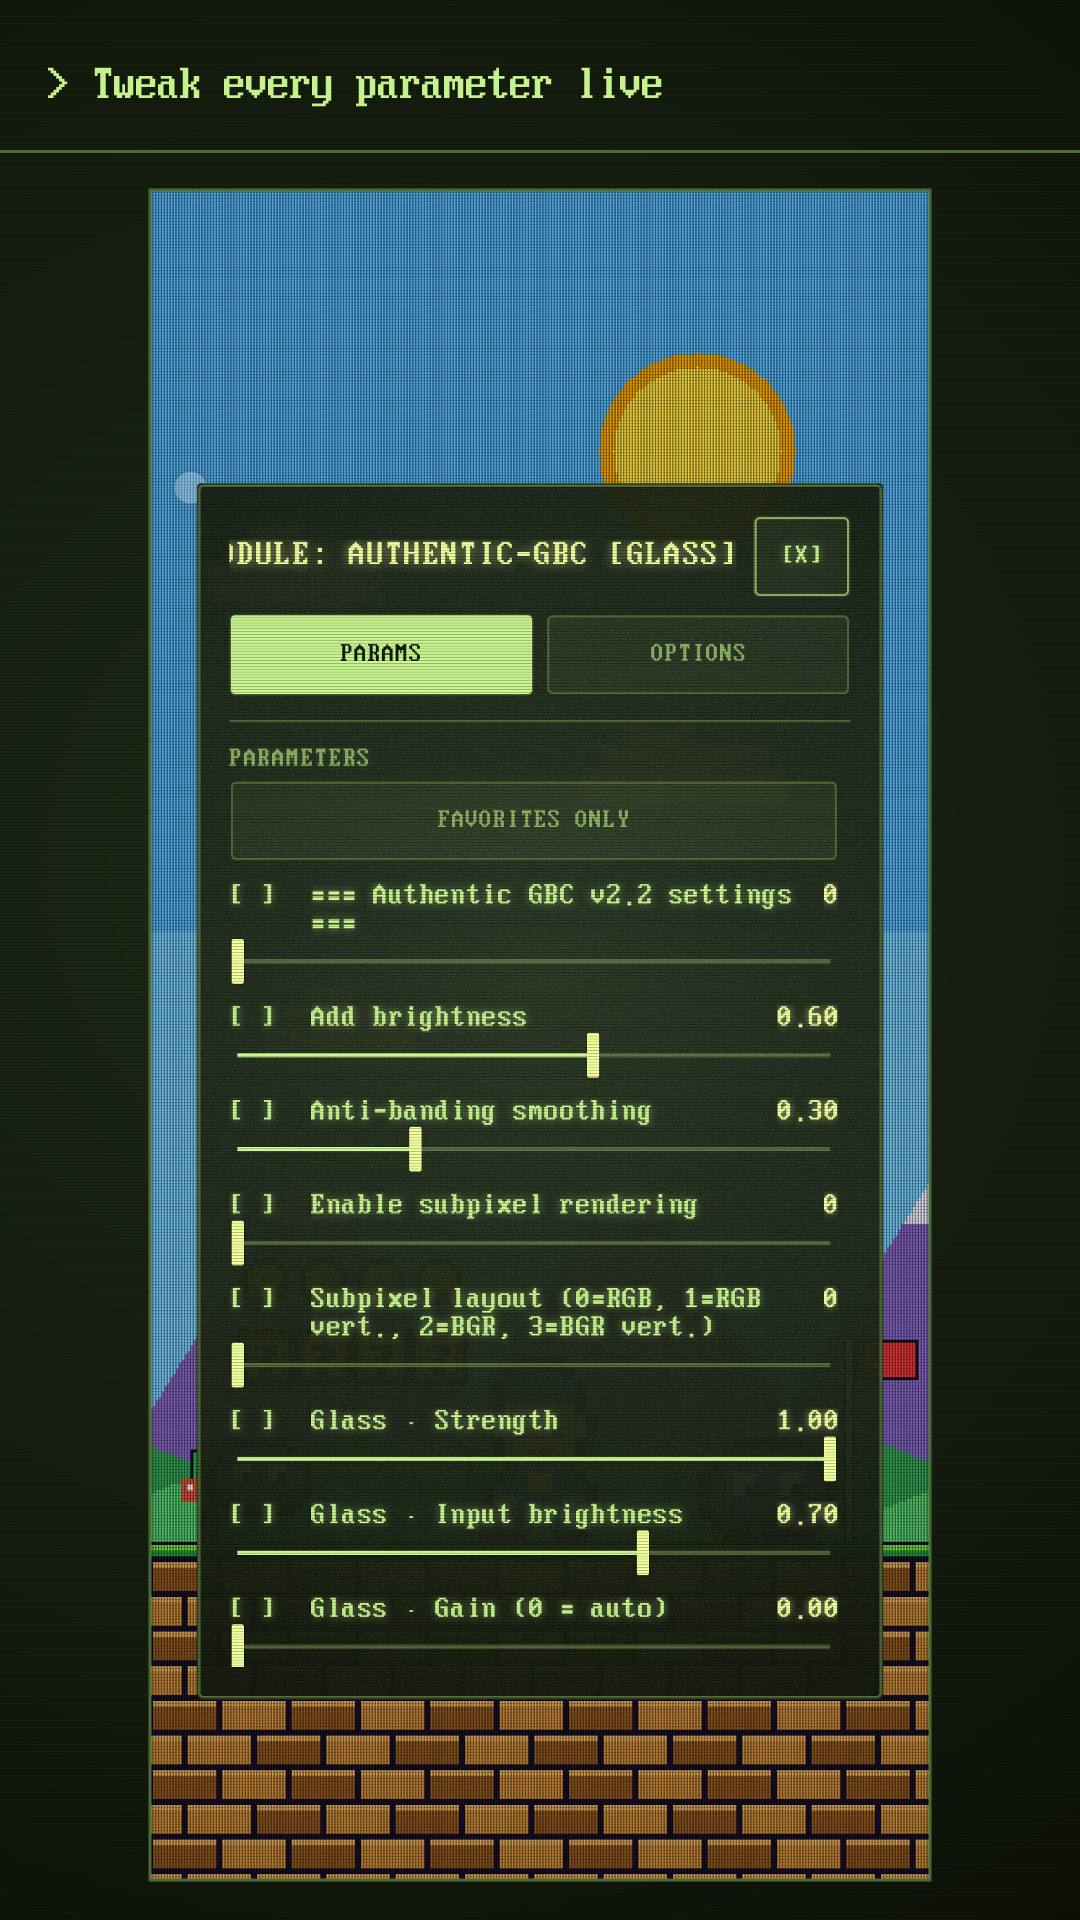 > Tweak every parameter live
ODULE: AUTHENTIC-GBC [GLASS]
[X]
PARAMS
OPTIONS
PARAMETERS
FAVORITES ONLY
[ ] === Authentic GBC v2.2 settings 0
===
[ ] Add brightness 0.60
[ ] Anti-banding smoothing 0.30
[ ] Enable subpixel rendering 0
[ ] Subpixel layout (0=RGB, 1=RGB 0
vert., 2=BGR, 3=BGR vert.)
[ ] Glass - Strength 1.00
[ ] Glass - Input brightness 0.70
[ ] Glass - Gain (0 = auto) 0.00